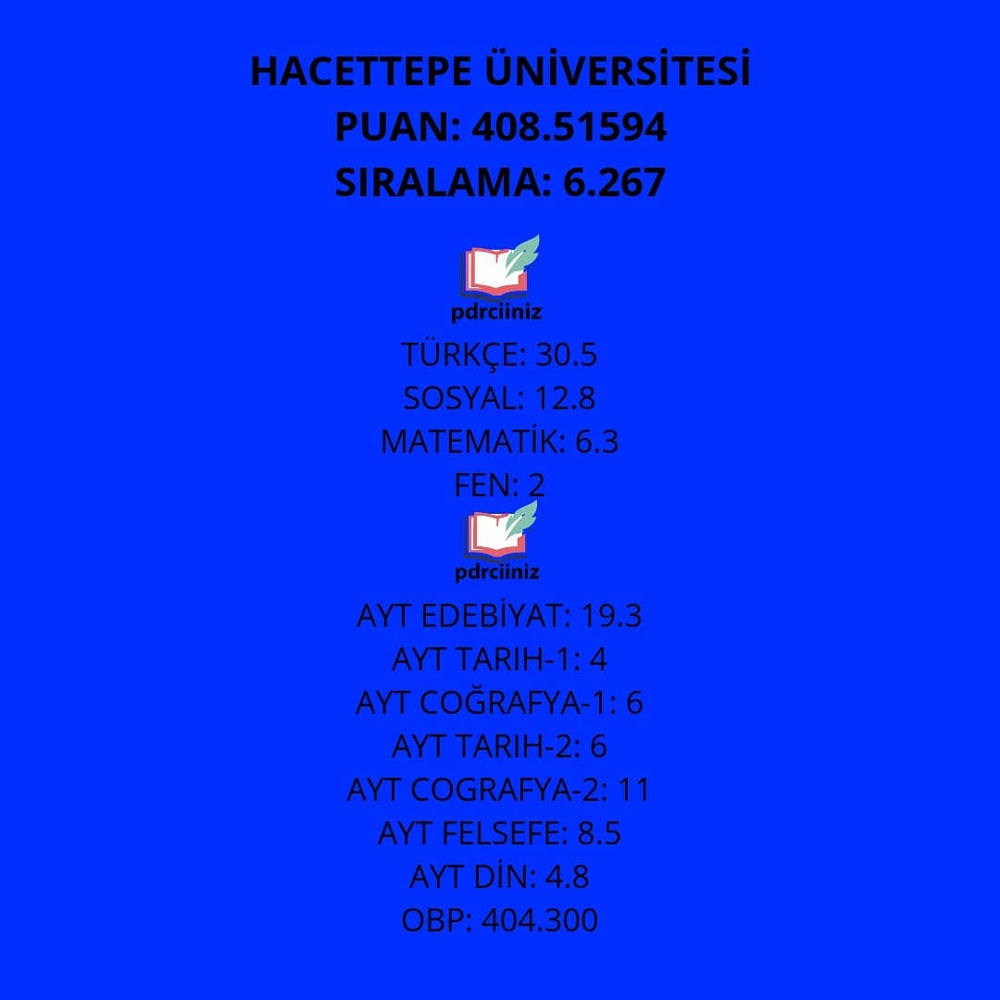 HACETTEPE ÜNİVERSİTESİ
PUAN: 408.51594
SIRALAMA: 6.267
pdrciiniz
TÜRKÇE: 30.5
SOSYAL: 12.8
MATEMATİK: 6.3
FEN: 2
pdrciiniz
AYT EDEBİYAT: 19.3
AYT TARIH-1: 4
AYT COĞRAFYA-1: 6
AYT TARIH-2: 6
AYT COGRAFYA-2: 11
AYT FELSEFE: 8.5
AYT DİN: 4.8
OBP: 404.300